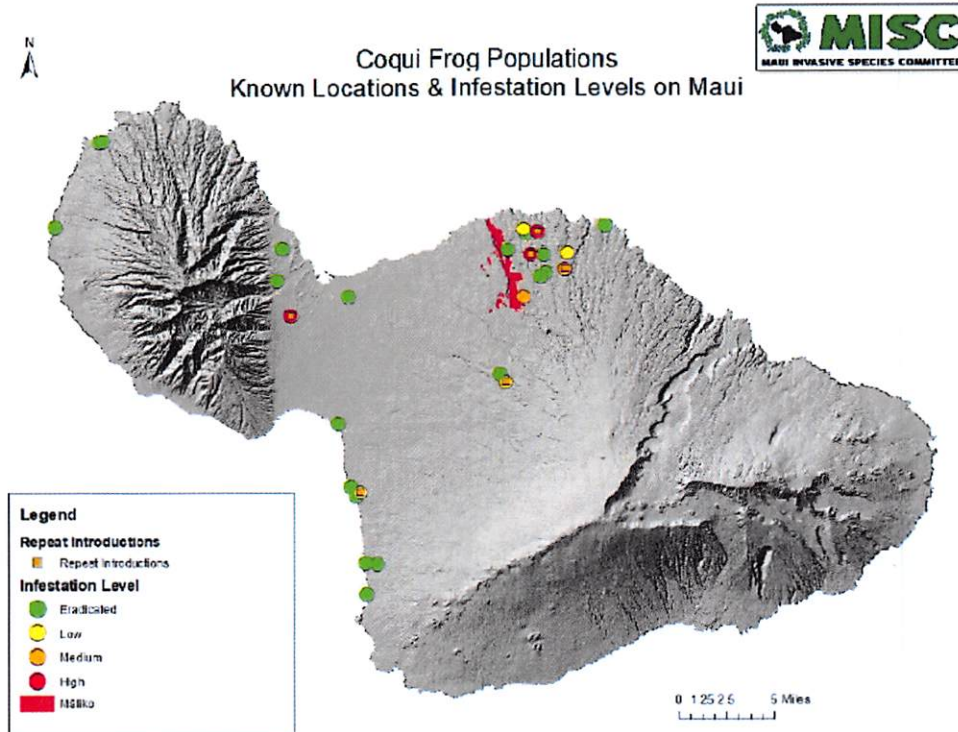 N
MISC
MAUI INVASIVE SPECIES COMMITTEE
Coqui Frog Populations
Known Locations & Infestation Levels on Maui
Legend
Repeat Introductions
Repeat Introductions
Infestation Level
Eradicated
Low
Medium
High
Māliko
0 1.25 2.5 5 Miles